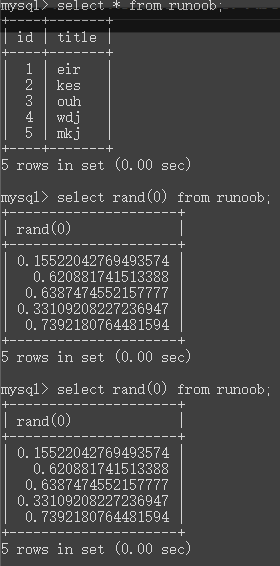 mysql> select * from runoob;
+----+-------+
| id | title |
+----+-------+
| 1 | eir |
| 2 | kes |
| 3 | ouh |
| 4 | wdj |
| 5 | mkj |
+----+-------+
5 rows in set (0.00 sec)
mysql> select rand(0) from runoob;
+---------------------+
| rand(0) |
+---------------------+
| 0.15522042769493574 |
| 0.620881741513388 |
| 0.6387474552157777 |
| 0.33109208227236947 |
| 0.7392180764481594 |
+---------------------+
5 rows in set (0.00 sec)
mysql> select rand(0) from runoob;
+---------------------+
| rand(0) |
+---------------------+
| 0.15522042769493574 |
| 0.620881741513388 |
| 0.6387474552157777 |
| 0.33109208227236947 |
| 0.7392180764481594 |
+---------------------+
5 rows in set (0.00 sec)